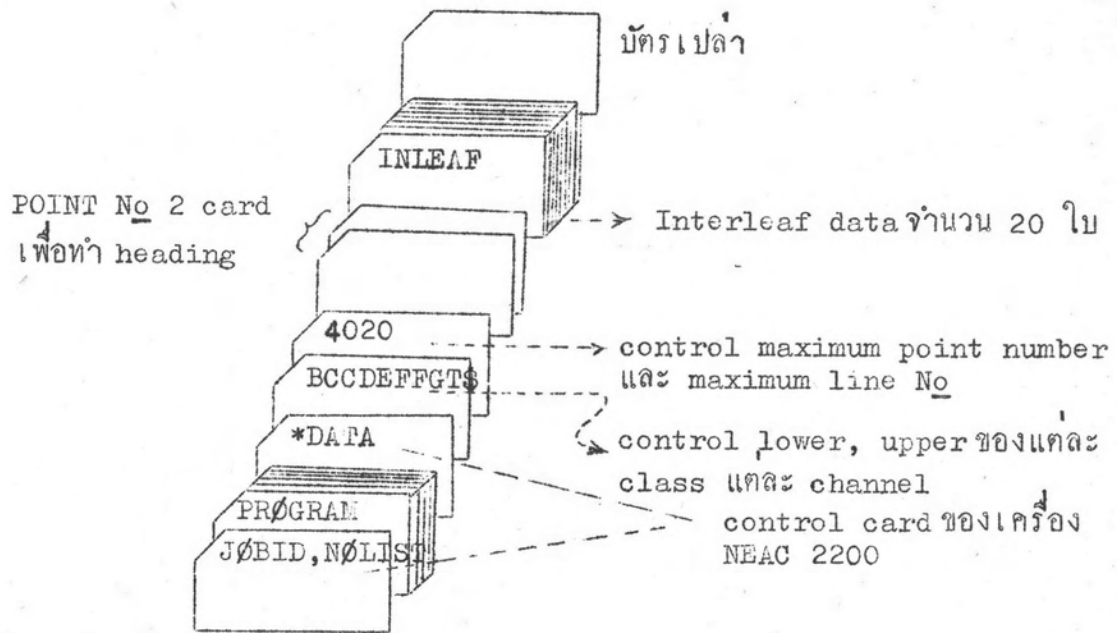 บัตรเปล่า
INLEAF
POINT No 2 card
เพื่อทำ heading
Interleaf data จำนวน 20 ใบ
4020
control maximum point number
และ maximum line No
BCCDEFFGT$
control lower, upper ของแต่ละ
class แตละ channel
*DATA
control card ของเครื่อง
NEAC 2200
PRØGRAM
JØBID,NØLIST